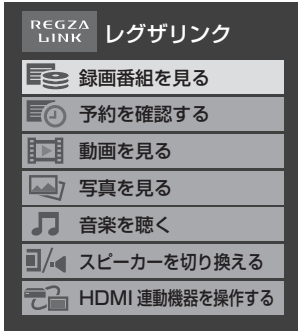 REGZA LINK レグザリンク
録画番組を見る
予約を確認する
動画を見る
写真を見る
音楽を聴く
スピーカーを切り換える
HDMI 連動機器を操作する